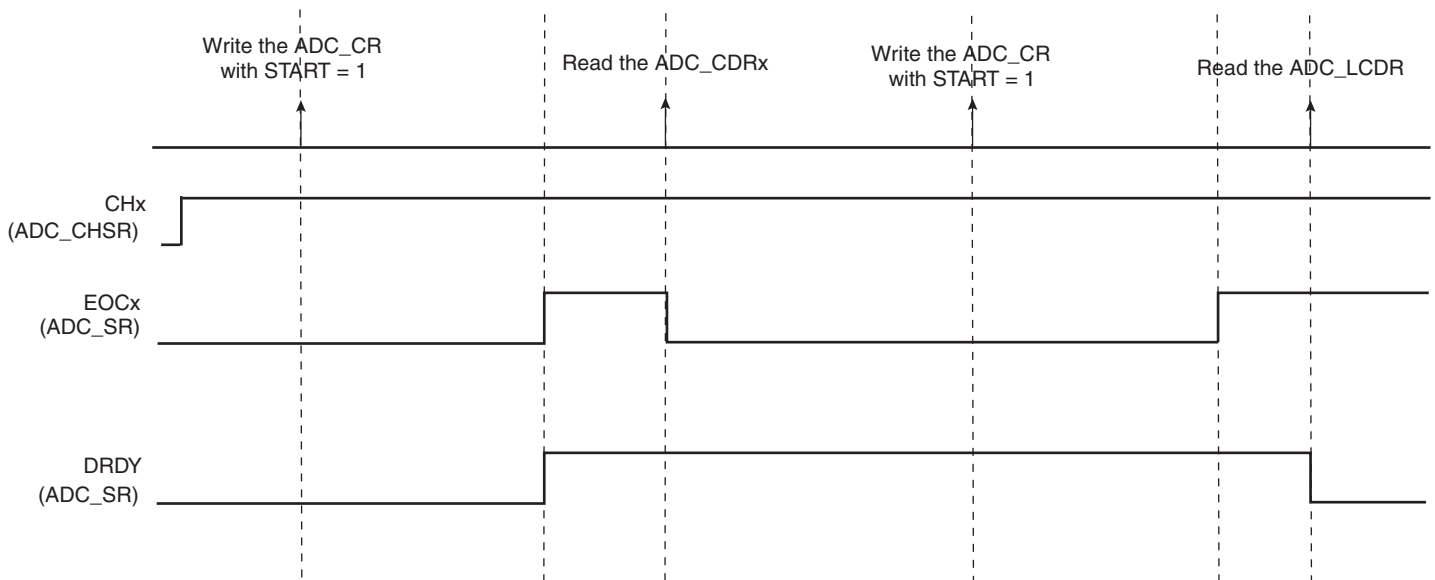 Write the ADC_CR
with START = 1
Read the ADC_CDRx
Write the ADC_CR
with START = 1
Read the ADC_LCDR
CHx
(ADC_CHSR)
EOCx
(ADC_SR)
DRDY
(ADC_SR)